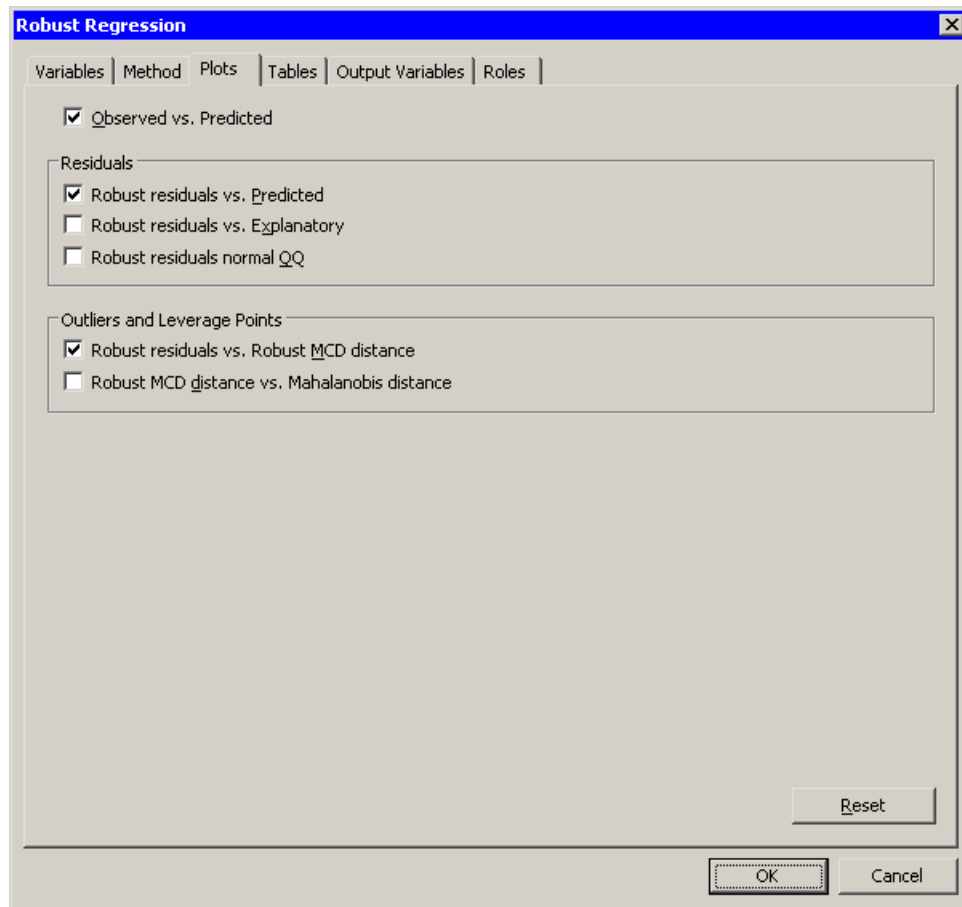 Robust Regression
Variables Method Plots Tables Output Variables Roles
Observed vs. Predicted
Residuals
Robust residuals vs. Predicted
Robust residuals vs. Explanatory
Robust residuals normal QQ
Outliers and Leverage Points
Robust residuals vs. Robust MCD distance
Robust MCD distance vs. Mahalanobis distance
Reset
OK Cancel